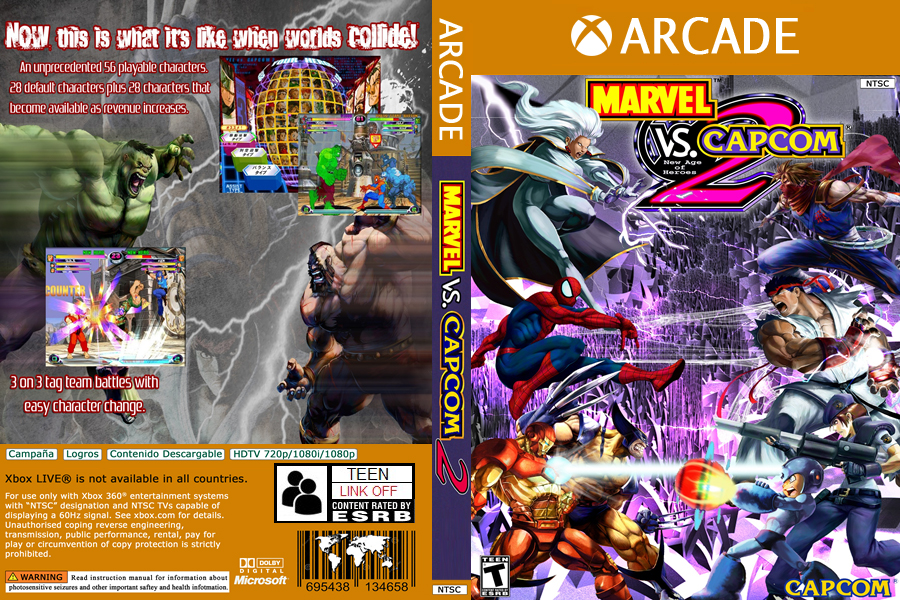 Now this is what it's like when worlds collide!
An unprecedented 56 playable characters.
28 default characters plus 28 characters that
become available as revenue increases.
COUNTER
3 on 3 tag team battles with
easy character change.
Campaña Logros Contenido Descargable HDTV 720p/1080i/1080p
Xbox LIVE® is not available in all countries.
For use only with Xbox 360® entertainment systems
with "NTSC" designation and NTSC TVs capable of
displaying a 60Hz signal. See xbox.com for details.
Unauthorised coping reverse engineering,
transmission, public performance, rental, pay for
play or circumvention of copy protection is strictly
prohibited.
WARNING Read instruction manual for information about
photosensitive seizures and other important saftey and health infotmation.
TEEN
LINK OFF
CONTENT RATED BY
ESRB
DOLBY
DIGITAL
Microsoft®
695438 134658
ARCADE
MARVEL VS. CAPCOM 2
NTSC
ARCADE
NTSC
MARVEL™
VS. CAPCOM™
2
New Age
of
Heroes
T
TEEN
CONTENT RATED BY
ESRB
CAPCOM®